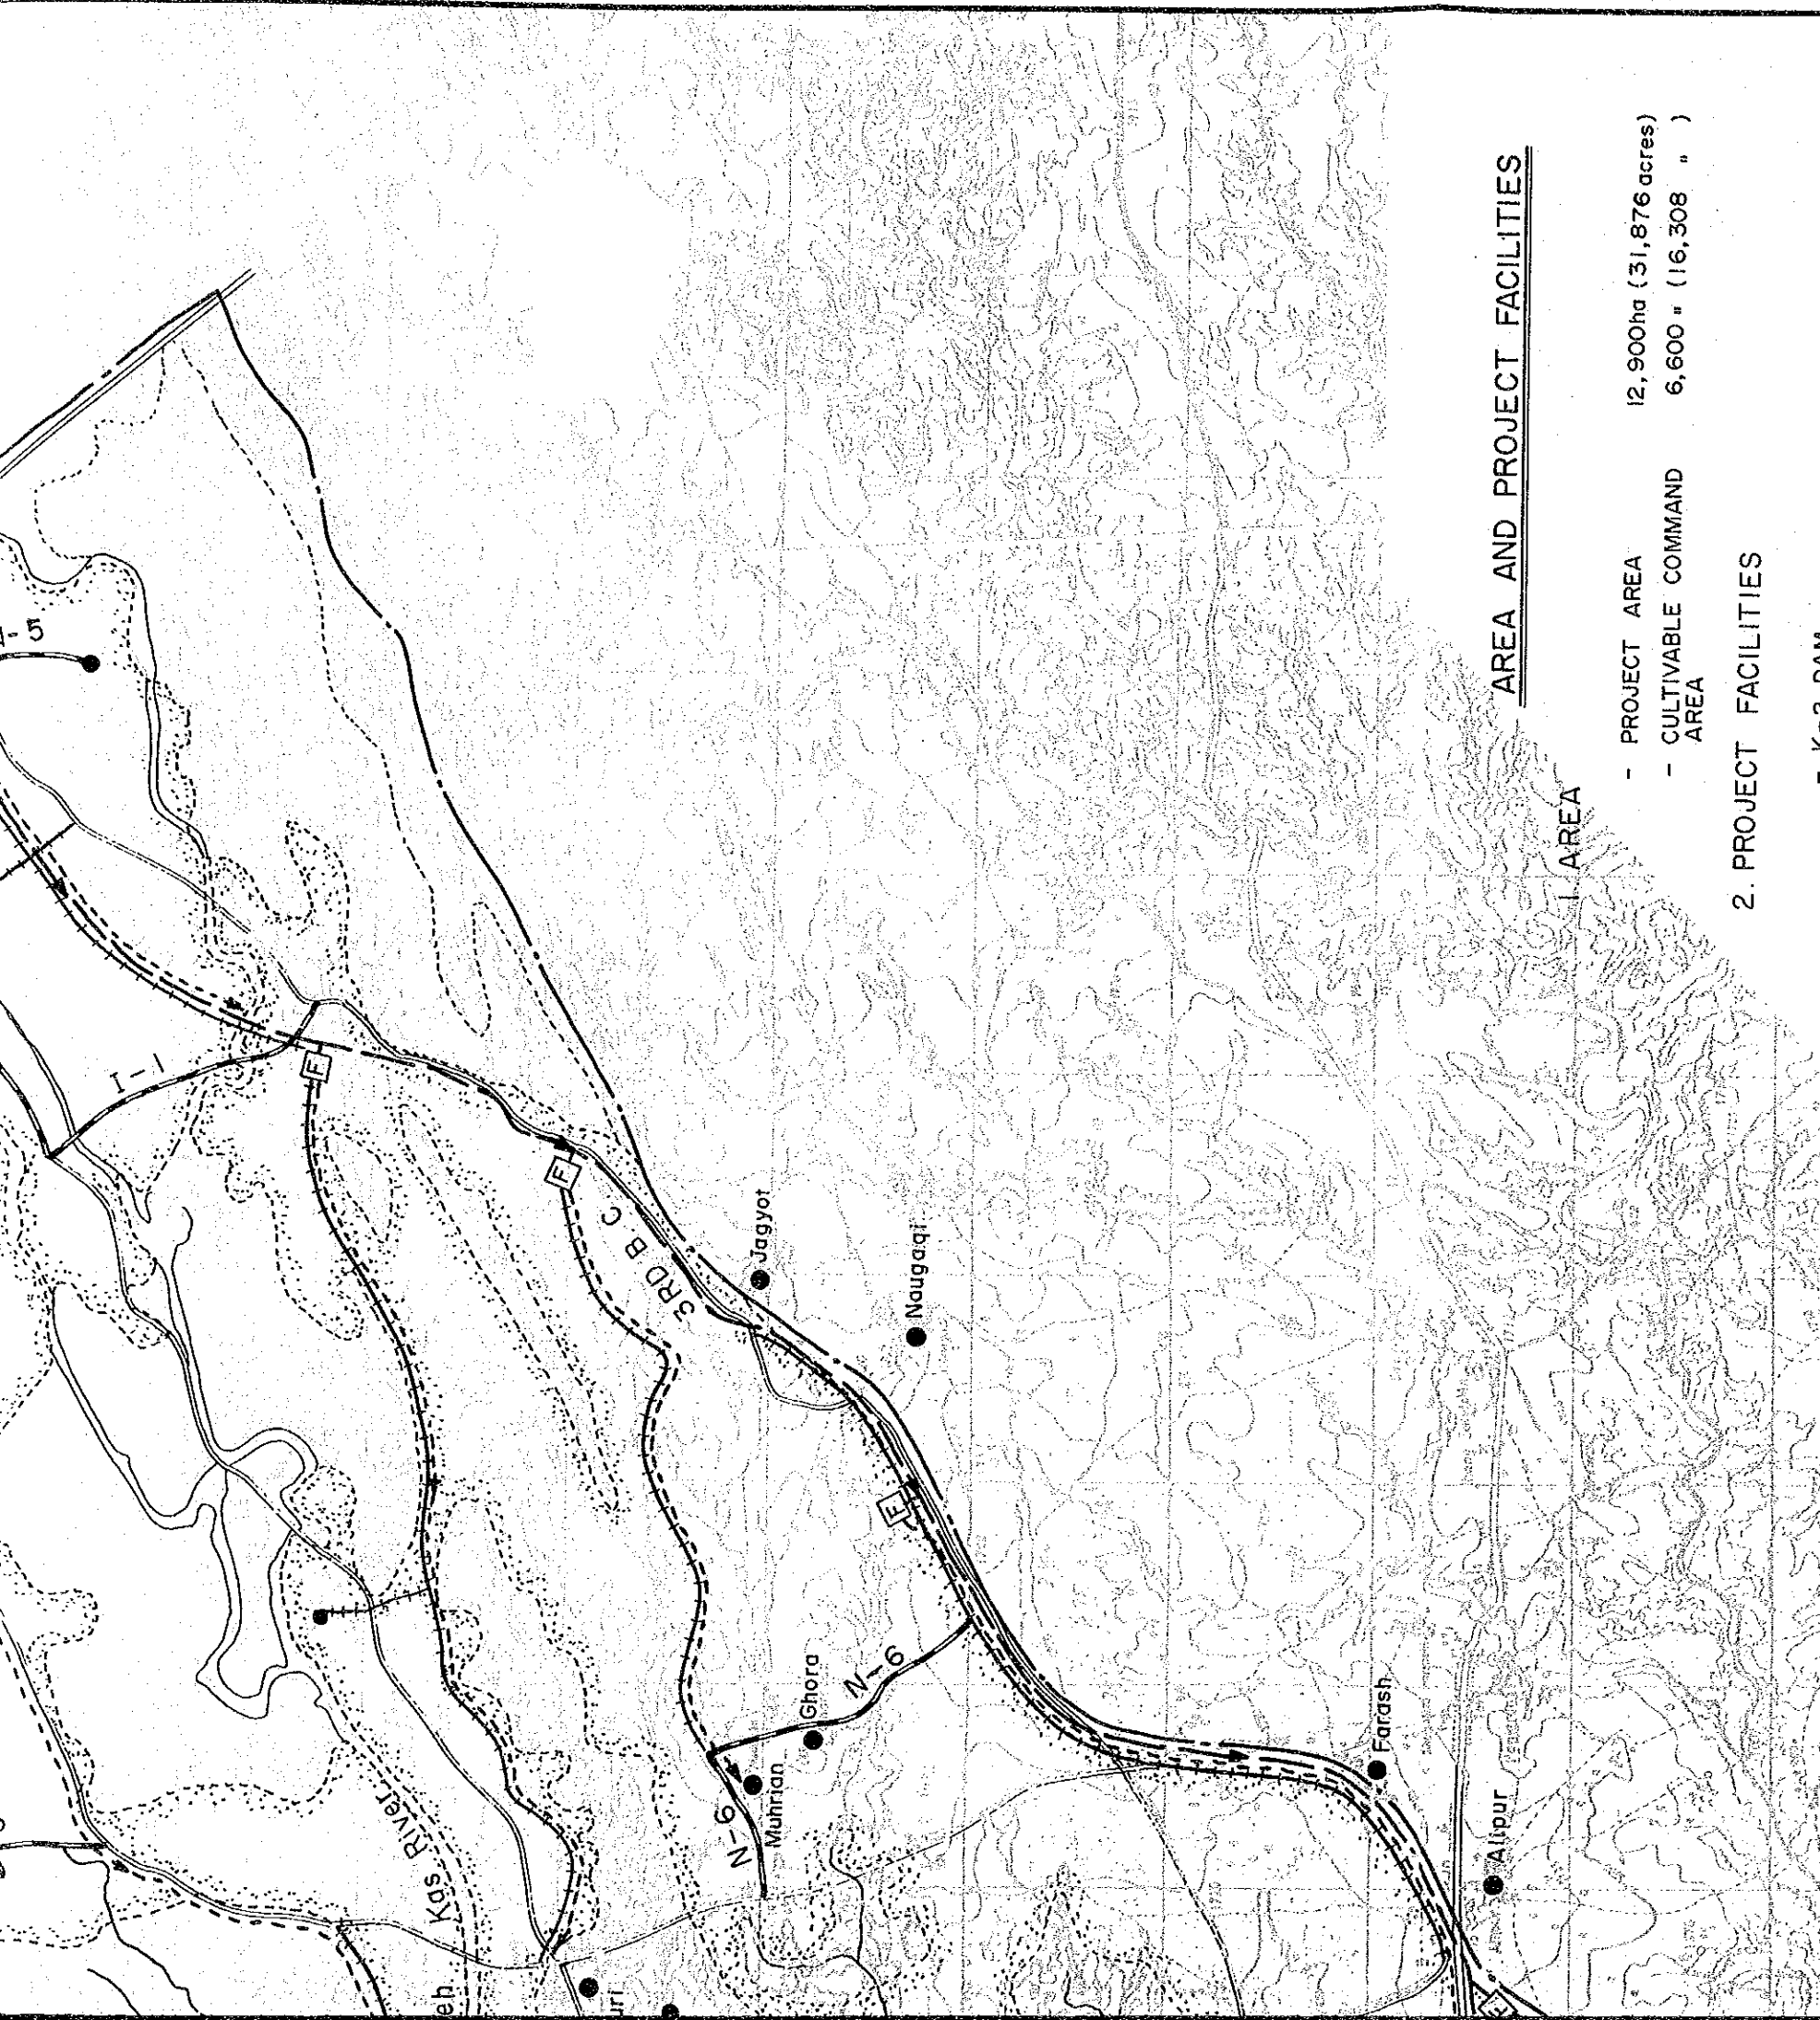 AREA AND PROJECT FACILITIES
1. AREA
- PROJECT AREA 12,900ha (31,876 acres)
- CULTIVABLE COMMAND 6,600 " (16,308 " )
AREA
2. PROJECT FACILITIES
I-1
F
F
3RD B C
Jagyot
Naugaqi
F
N-6
Ghora
N-6
Muhrian
Kas River
Farash
Alipur